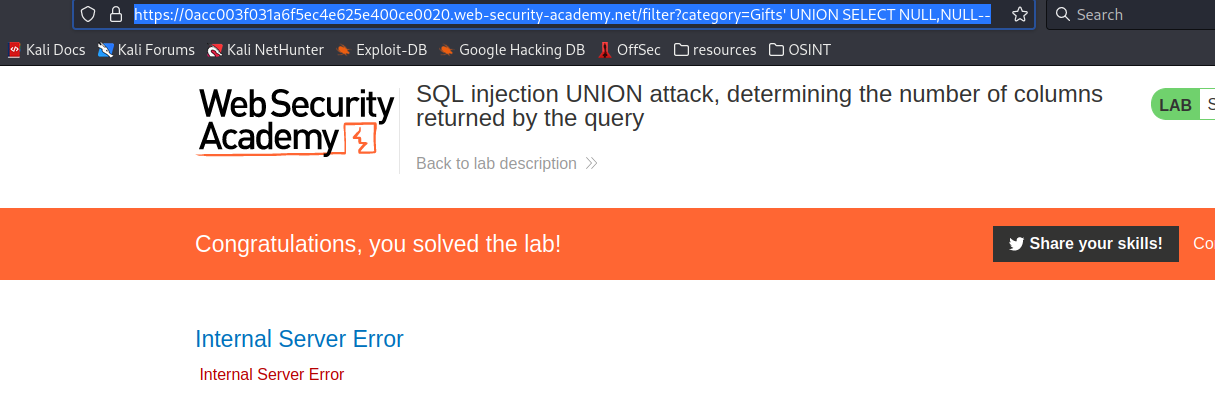 https://0acc003f031a6f5ec4e625e400ce0020.web-security-academy.net/filter?category=Gifts' UNION SELECT NULL,NULL--
Search
Kali Docs Kali Forums Kali NetHunter Exploit-DB Google Hacking DB OffSec resources OSINT
Web Security
Academy
SQL injection UNION attack, determining the number of columns
returned by the query
LAB S
Back to lab description
Congratulations, you solved the lab!
Share your skills!
Co
Internal Server Error
Internal Server Error